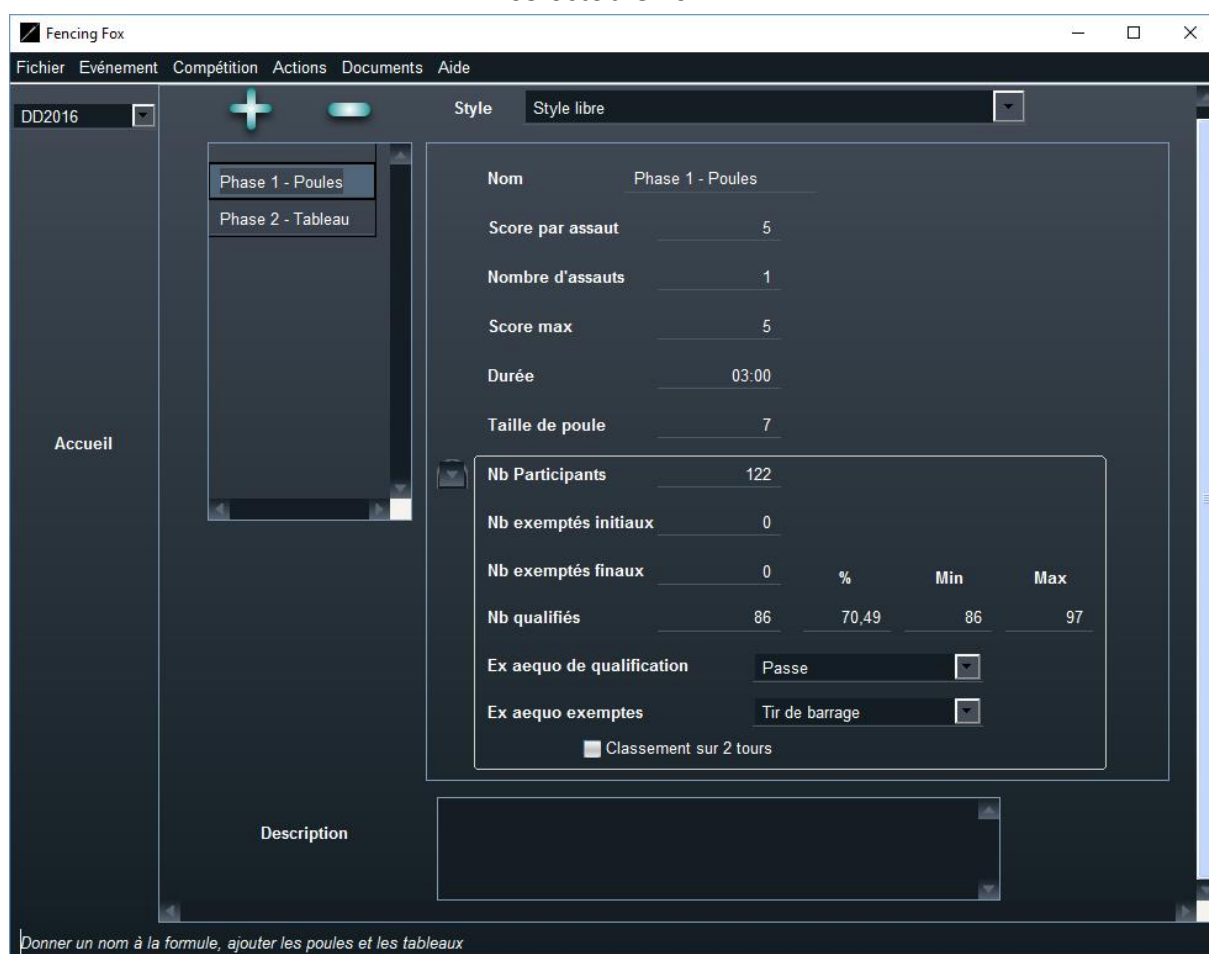 Fencing Fox
Fichier Evénement Compétition Actions Documents Aide
DD2016
Style Style libre
Phase 1 - Poules
Phase 2 - Tableau
Nom Phase 1 - Poules
Score par assaut 5
Nombre d'assauts 1
Score max 5
Durée 03:00
Taille de poule 7
Accueil
Nb Participants 122
Nb exemptés initiaux 0
Nb exemptés finaux 0 % Min Max
Nb qualifiés 86 70,49 86 97
Ex aequo de qualification Passe
Ex aequo exemptes Tir de barrage
Classement sur 2 tours
Description
Donner un nom à la formule, ajouter les poules et les tableaux